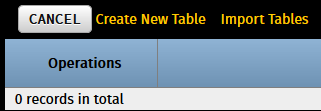 CANCEL Create New Table Import Tables
Operations
0 records in total